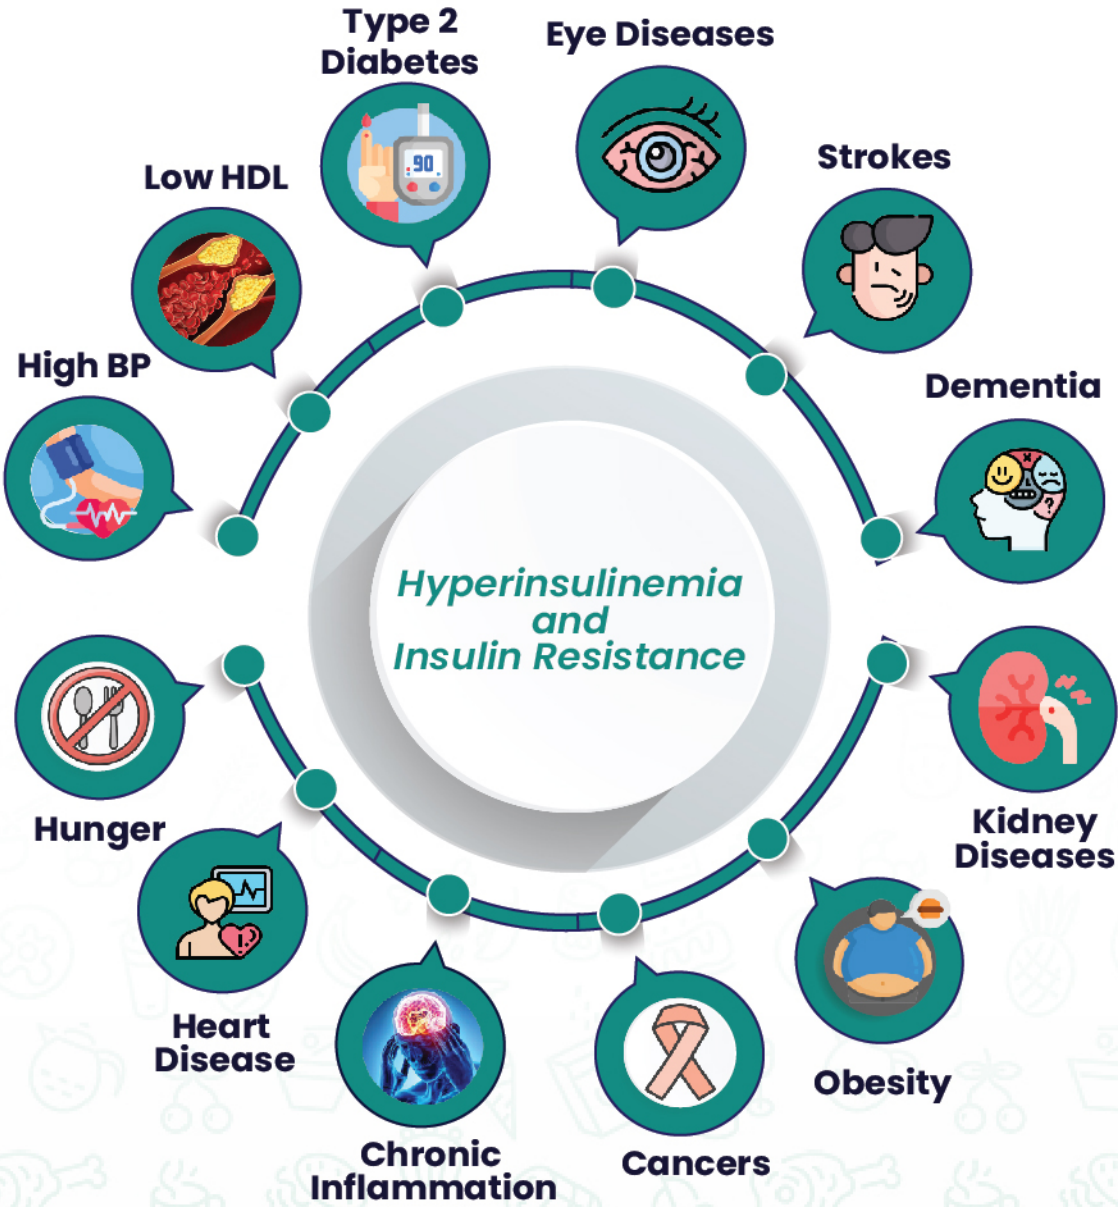 Type 2
Diabetes
Eye Diseases
Low HDL
90
Strokes
High BP
Dementia
Hyperinsulinemia
and
Insulin Resistance
Hunger
Kidney
Diseases
Heart
Disease
Obesity
Chronic
Inflammation
Cancers